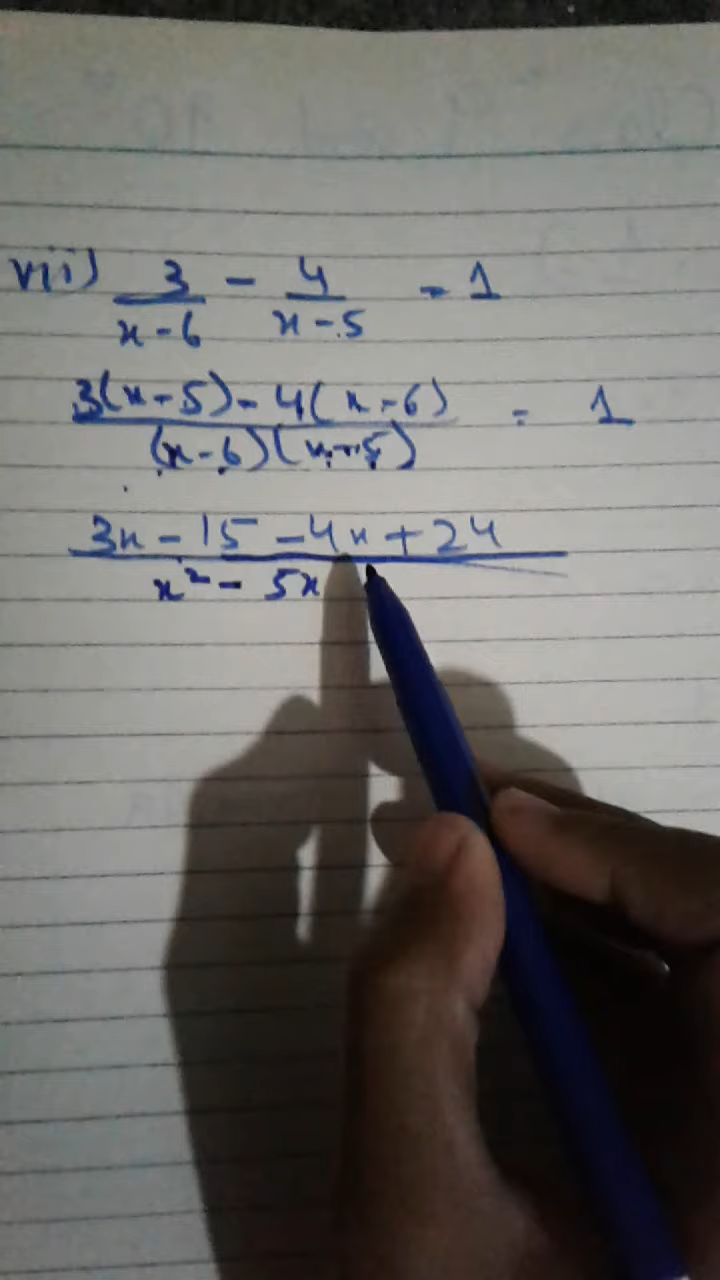 vii) 3/(x-6) - 4/(x-5) = 1
3(x-5) - 4(x-6)/(x-6)(x-5) = 1
3x - 15 - 4x + 24/x² - 5x